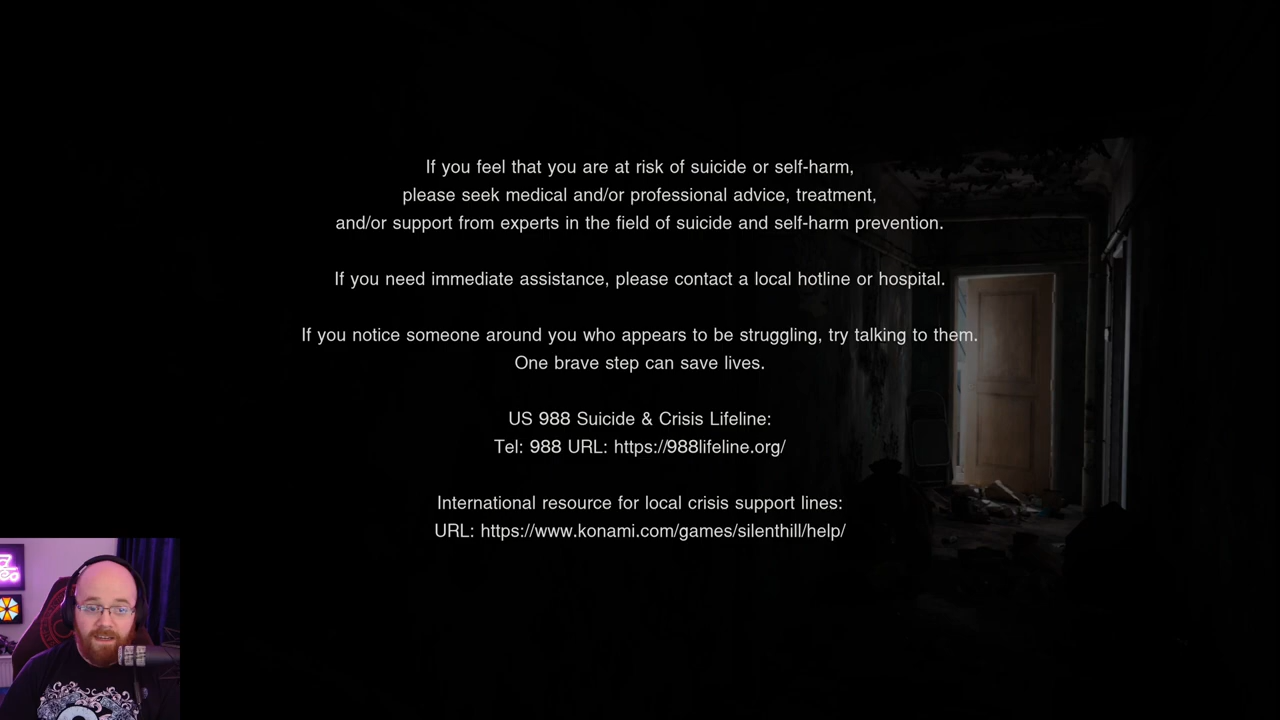 If you feel that you are at risk of suicide or self-harm,
please seek medical and/or professional advice, treatment,
and/or support from experts in the field of suicide and self-harm prevention.
If you need immediate assistance, please contact a local hotline or hospital.
If you notice someone around you who appears to be struggling, try talking to them.
One brave step can save lives.
US 988 Suicide & Crisis Lifeline:
Tel: 988 URL: https://988lifeline.org/
International resource for local crisis support lines:
URL: https://www.konami.com/games/silenthill/help/